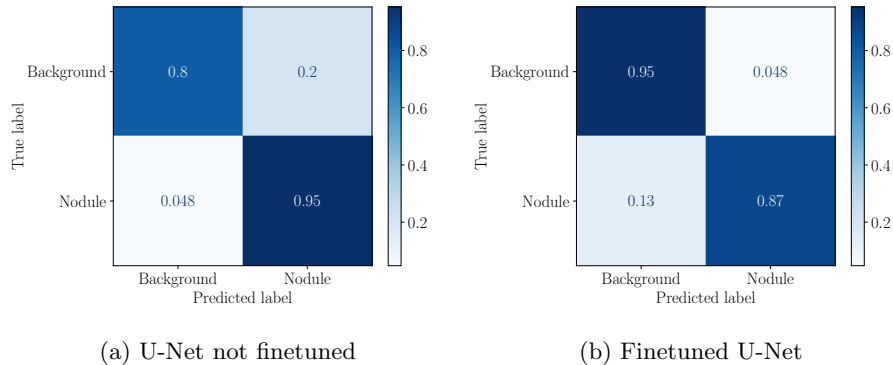 Background
Nodule
True label
0.8
0.2
0.048
0.95
Background
Nodule
Predicted label
0.8
0.6
0.4
0.2
(a) U-Net not finetuned
Background
Nodule
True label
0.95
0.048
0.13
0.87
Background
Nodule
Predicted label
0.8
0.6
0.4
0.2
(b) Finetuned U-Net